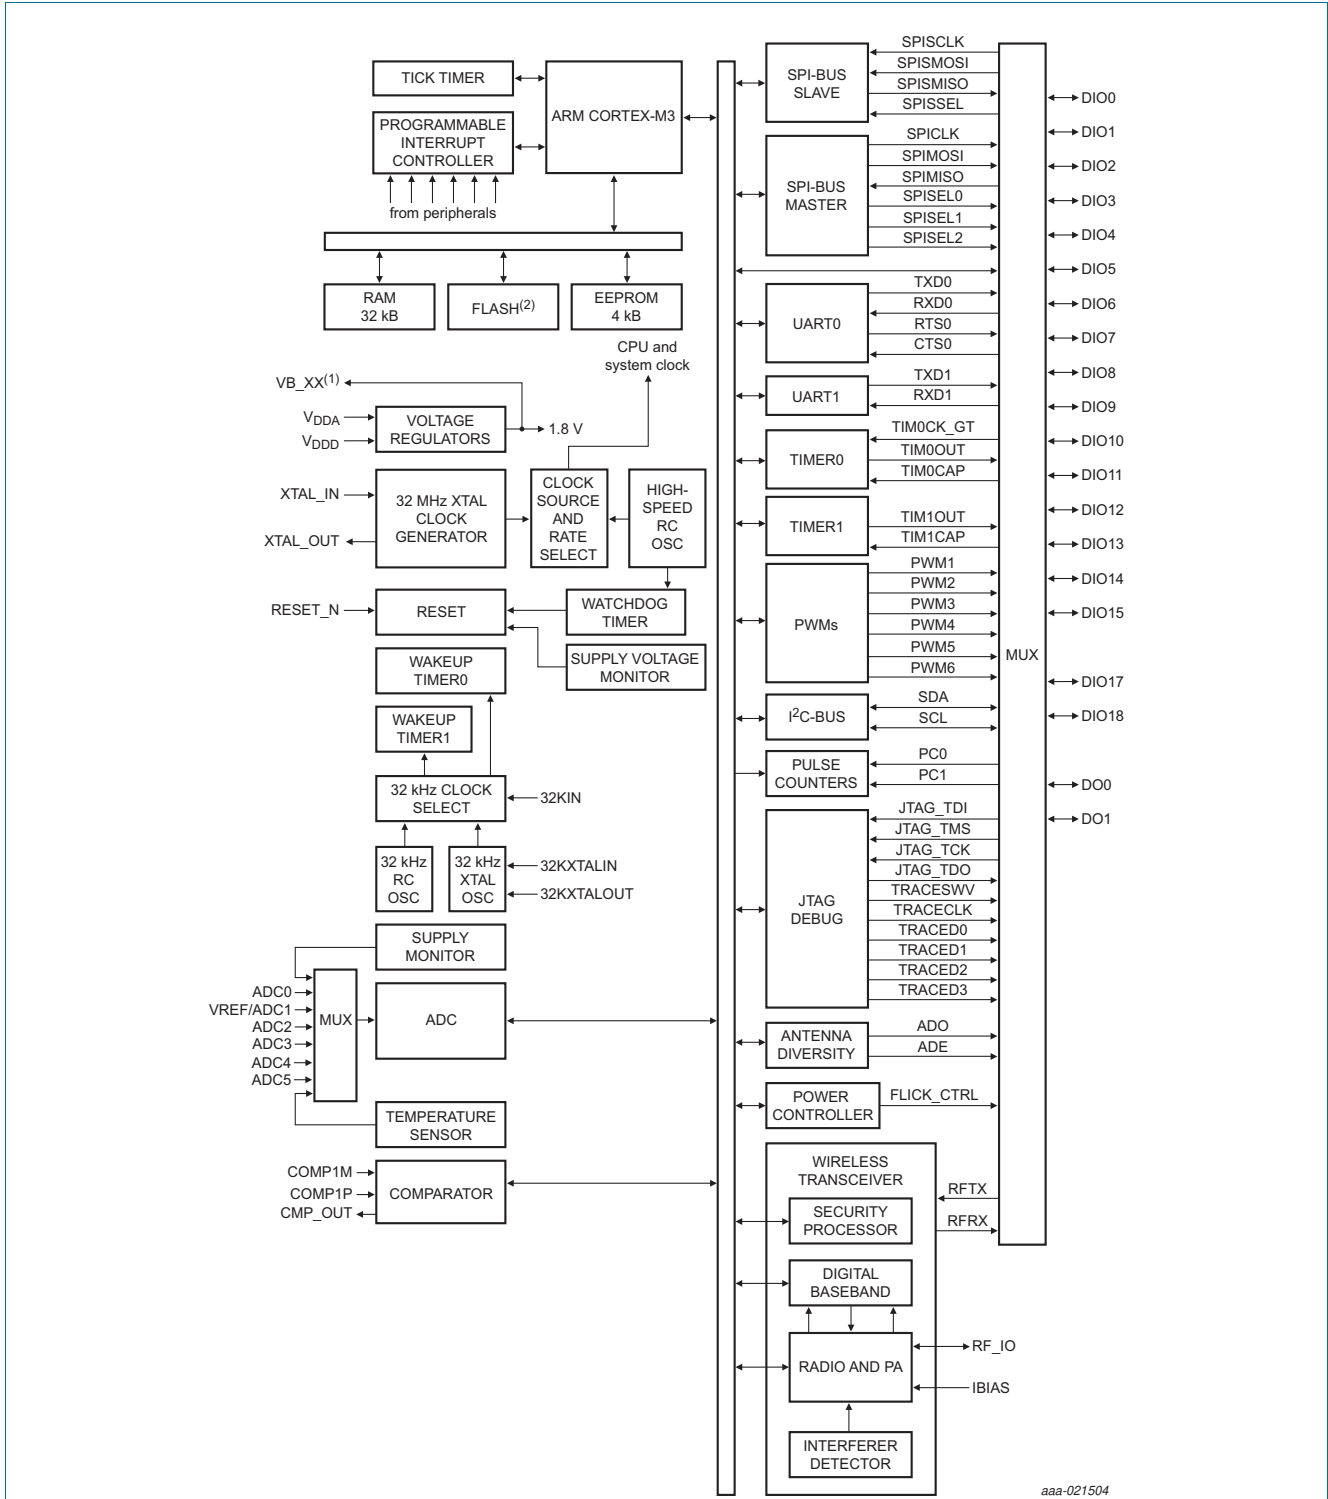 TICK TIMER
ARM CORTEX-M3
PROGRAMMABLE
INTERRUPT
CONTROLLER
from peripherals
RAM
32 kB
FLASH(2)
EEPROM
4 kB
CPU and
system clock
VB_XX(1)
VDDA
VDDD
VOLTAGE
REGULATORS
1.8 V
XTAL_IN
XTAL_OUT
32 MHz XTAL
CLOCK
GENERATOR
CLOCK
SOURCE
AND
RATE
SELECT
HIGH-
SPEED
RC
OSC
RESET_N
RESET
WATCHDOG
TIMER
SUPPLY VOLTAGE
MONITOR
WAKEUP
TIMER0
WAKEUP
TIMER1
32 kHz CLOCK
SELECT
32KIN
32 kHz
RC
OSC
32 kHz
XTAL
OSC
32KXTALIN
32KXTALOUT
SUPPLY
MONITOR
ADC0
VREF/ADC1
ADC2
ADC3
ADC4
ADC5
MUX
ADC
TEMPERATURE
SENSOR
COMP1M
COMP1P
CMP_OUT
COMPARATOR
SPI-BUS
SLAVE
SPISCLK
SPISMOSI
SPISMISO
SPISSEL
SPI-BUS
MASTER
SPICLK
SPIMOSI
SPIMISO
SPISEL0
SPISEL1
SPISEL2
UART0
TXD0
RXD0
RTS0
CTS0
UART1
TXD1
RXD1
TIMER0
TIM0CK_GT
TIM0OUT
TIM0CAP
TIMER1
TIM1OUT
TIM1CAP
PWMs
PWM1
PWM2
PWM3
PWM4
PWM5
PWM6
I2C-BUS
SDA
SCL
PULSE
COUNTERS
PC0
PC1
JTAG
DEBUG
JTAG_TDI
JTAG_TMS
JTAG_TCK
JTAG_TDO
TRACESWV
TRACECLK
TRACED0
TRACED1
TRACED2
TRACED3
ANTENNA
DIVERSITY
ADO
ADE
POWER
CONTROLLER
FLICK_CTRL
WIRELESS
TRANSCEIVER
SECURITY
PROCESSOR
RFTX
RFRX
DIGITAL
BASEBAND
RADIO AND PA
RF_IO
IBIAS
INTERFERER
DETECTOR
MUX
DIO0
DIO1
DIO2
DIO3
DIO4
DIO5
DIO6
DIO7
DIO8
DIO9
DIO10
DIO11
DIO12
DIO13
DIO14
DIO15
DIO17
DIO18
DO0
DO1
aaa-021504